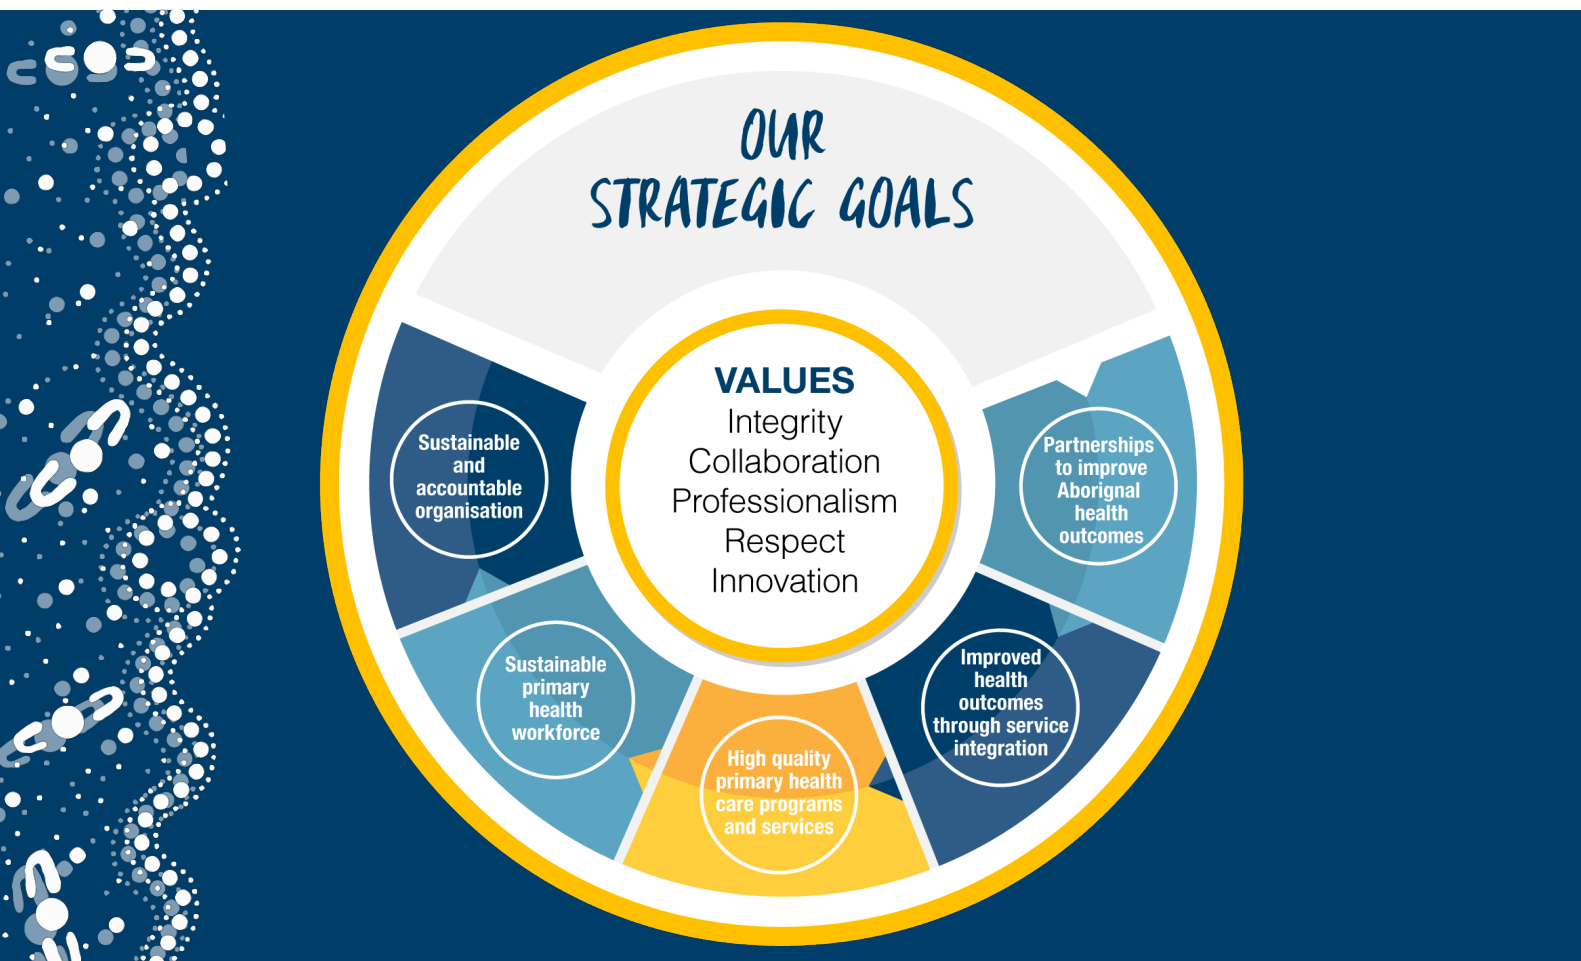 OUR
STRATEGIC GOALS
VALUES
Integrity
Collaboration
Professionalism
Respect
Innovation
Sustainable
and
accountable
organisation
Sustainable
primary
health
workforce
High quality
primary health
care programs
and services
Improved
health
outcomes
through service
integration
Partnerships
to improve
Aborignal
health
outcomes